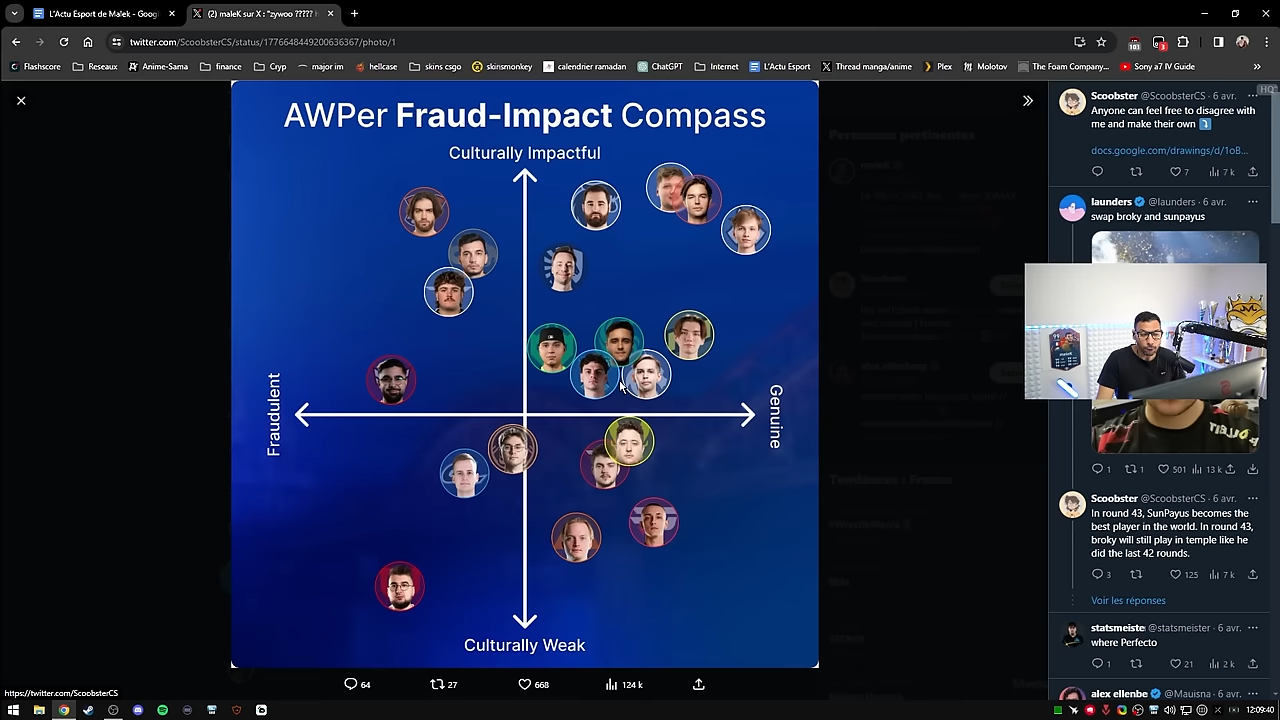 L'Actu Esport de Malek - Goog
(2) maleK sur X : "zywoo ?????
twitter.com/ScoobsterCS/status/1776648449200636367/photo/1
103
3
Flashscore
Reseaux
Anime-Sama
finance
Cryp
major im
hellcase
skins csgo
skinsmonkey
calendrier ramadan
ChatGPT
Internet
L'Actu Esport
Thread manga/anime
Plex
Molotov
The Foam Company...
Sony a7 IV Guide
AWPer Fraud-Impact Compass
Culturally Impactful
Fraudulent
Genuine
Culturally Weak
64
27
668
124 k
HQ
Scoobster @ScoobsterCS · 6 avr.
Anyone can feel free to disagree with
me and make their own
docs.google.com/drawings/d/1oB...
7
7 k
launders @launders · 6 avr.
swap broky and sunpayus
1
1
501
13 k
Scoobster @ScoobsterCS · 6 avr.
In round 43, SunPayus becomes the
best player in the world. In round 43,
broky will still play in temple like he
did the last 42 rounds.
3
125
7 k
Voir les réponses
statsmeiste @statsmeister · 6 avr.
where Perfecto
1
21
2 k
alex ellenbe @Mauisna · 6 avr.
https://twitter.com/ScoobsterCS
12:09:40